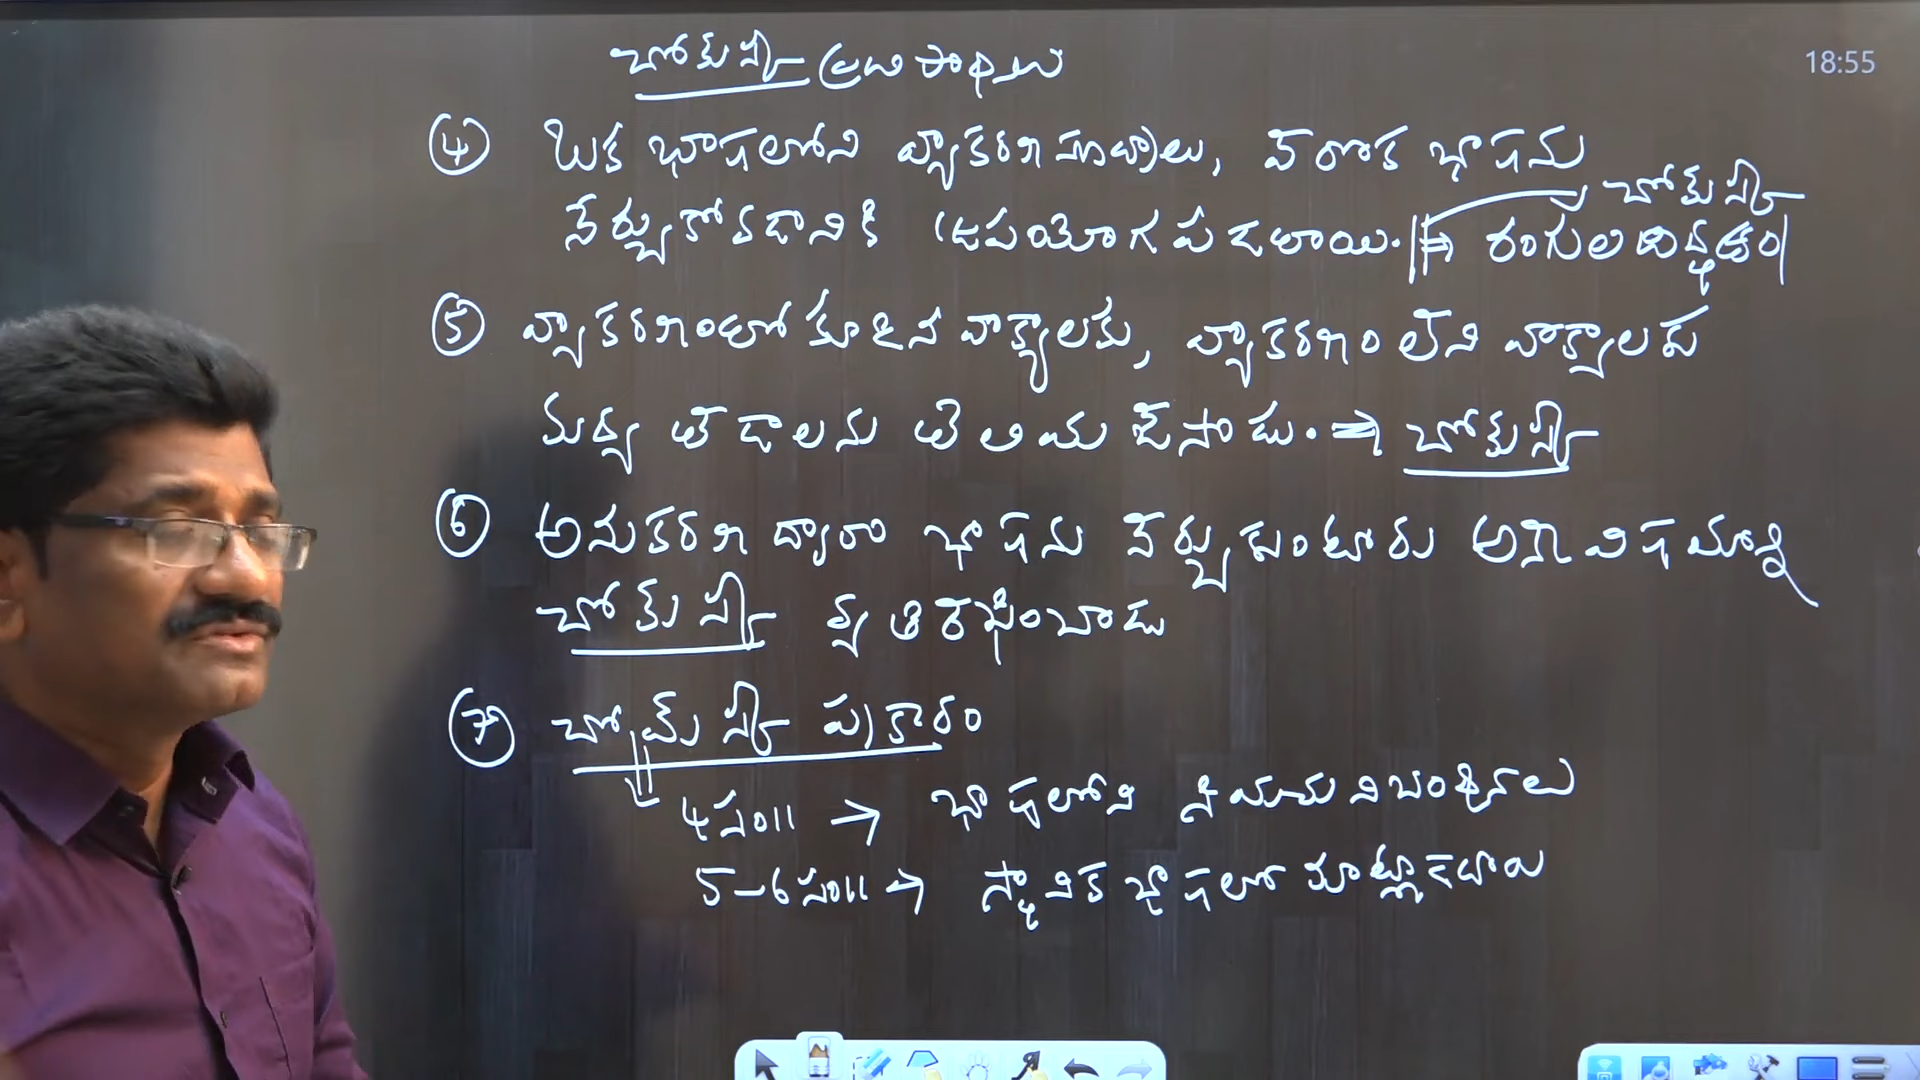 చోమ్ స్కీ ప్రతిపాదనలు
18:55
④ ఒక భాషలోని వ్యాకరణ సూత్రాలు, వేరొక భాషను
నేర్చుకోవడానికి ఉపయోగపడతాయి. ⇒
చోమ్ స్కీ
⑤ వ్యాకరణంతో కూడిన వాక్యాలకు, వ్యాకరణం లేని వాక్యాలకు
మధ్య తేడాలను తెలియజేసాడు. ⇒ చోమ్ స్కీ
⑥ అనుకరణ ద్వారా భాషను నేర్చుకుంటారు అనే విషయాన్ని
చోమ్ స్కీ వ్యతిరేకించాడు
⑦ చోమ్ స్కీ ప్రకారం
4సం॥ → భాషలోని నియమ నిబంధనలు
5-6సం॥ → స్థానిక భాషలో మాట్లాడటం